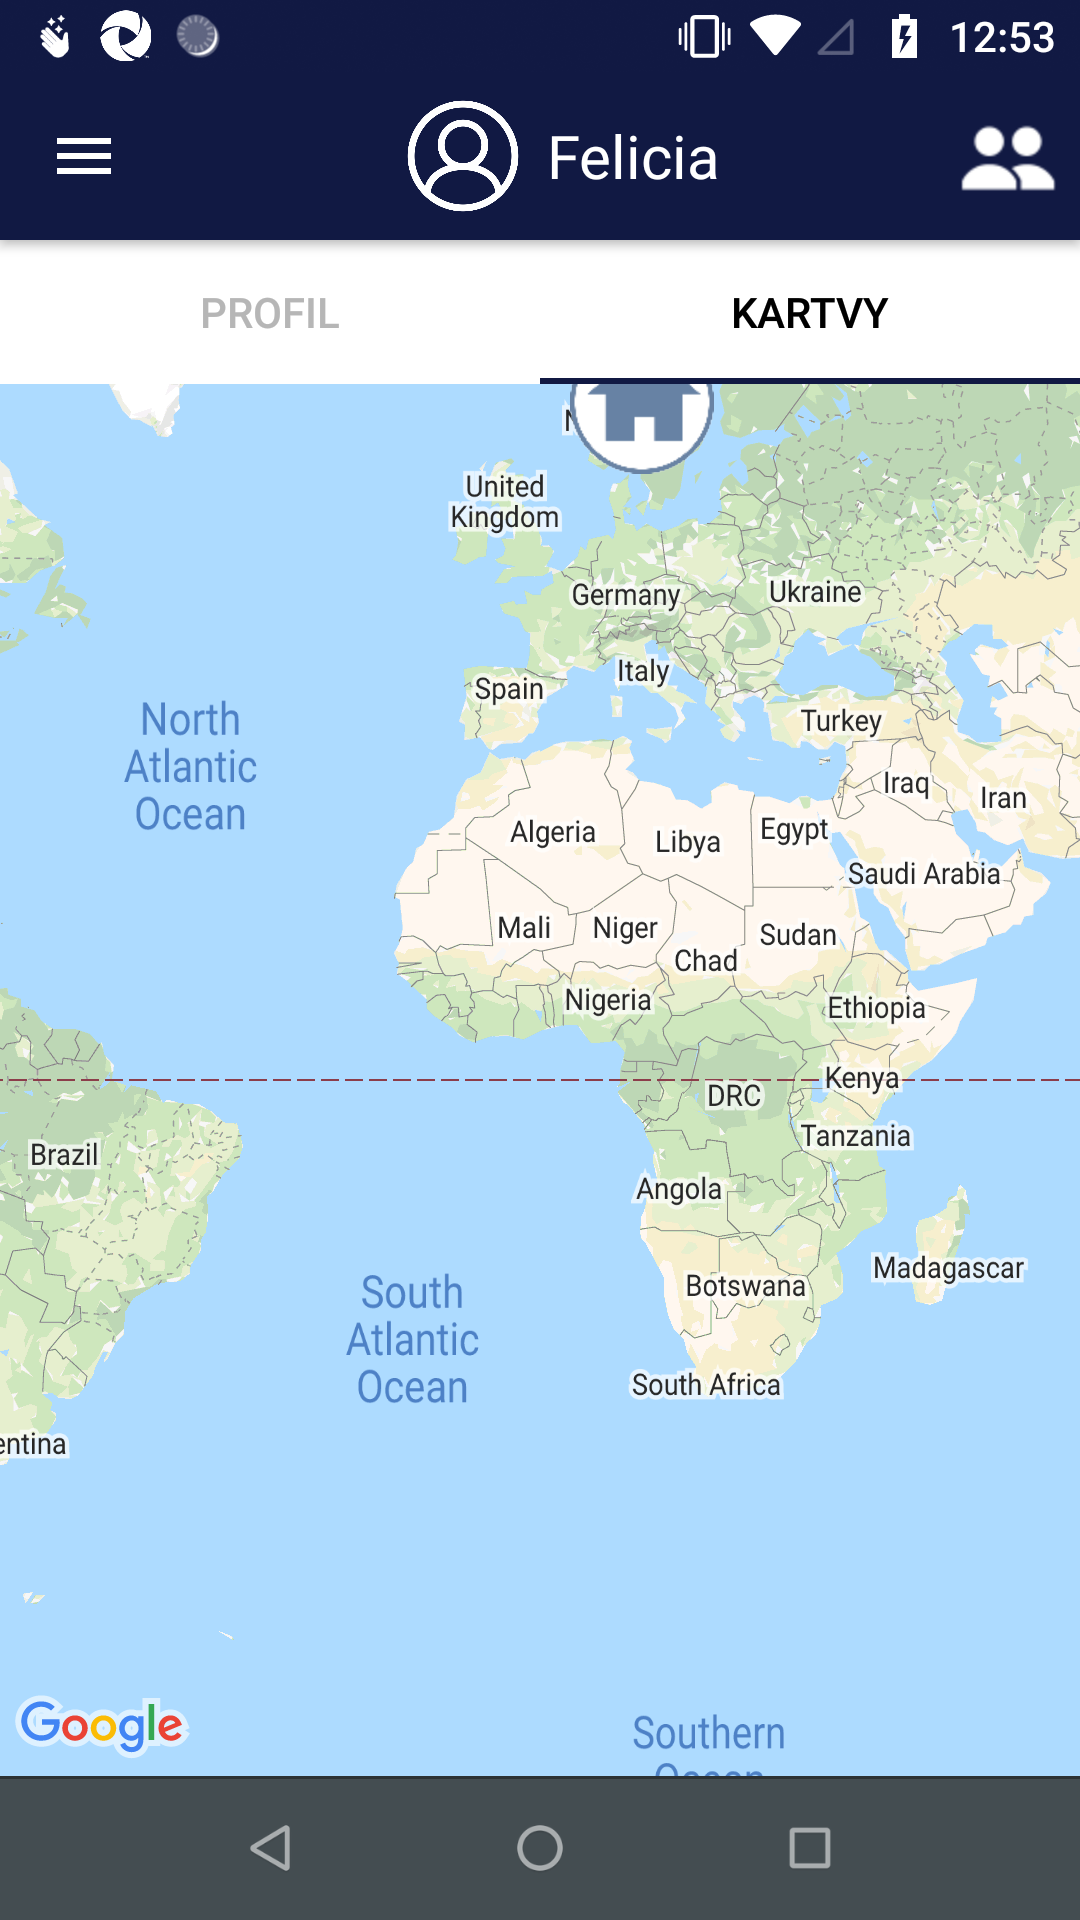 12:53
Felicia
PROFIL
KARTVY
United
Kingdom
Germany
Ukraine
Italy
Spain
Turkey
North
Atlantic
Ocean
Iraq
Iran
Algeria
Libya
Egypt
Saudi Arabia
Mali
Niger
Sudan
Chad
Nigeria
Ethiopia
Kenya
DRC
Tanzania
Brazil
Angola
Madagascar
Botswana
South
Atlantic
Ocean
South Africa
entina
Google
Southern
Ocean